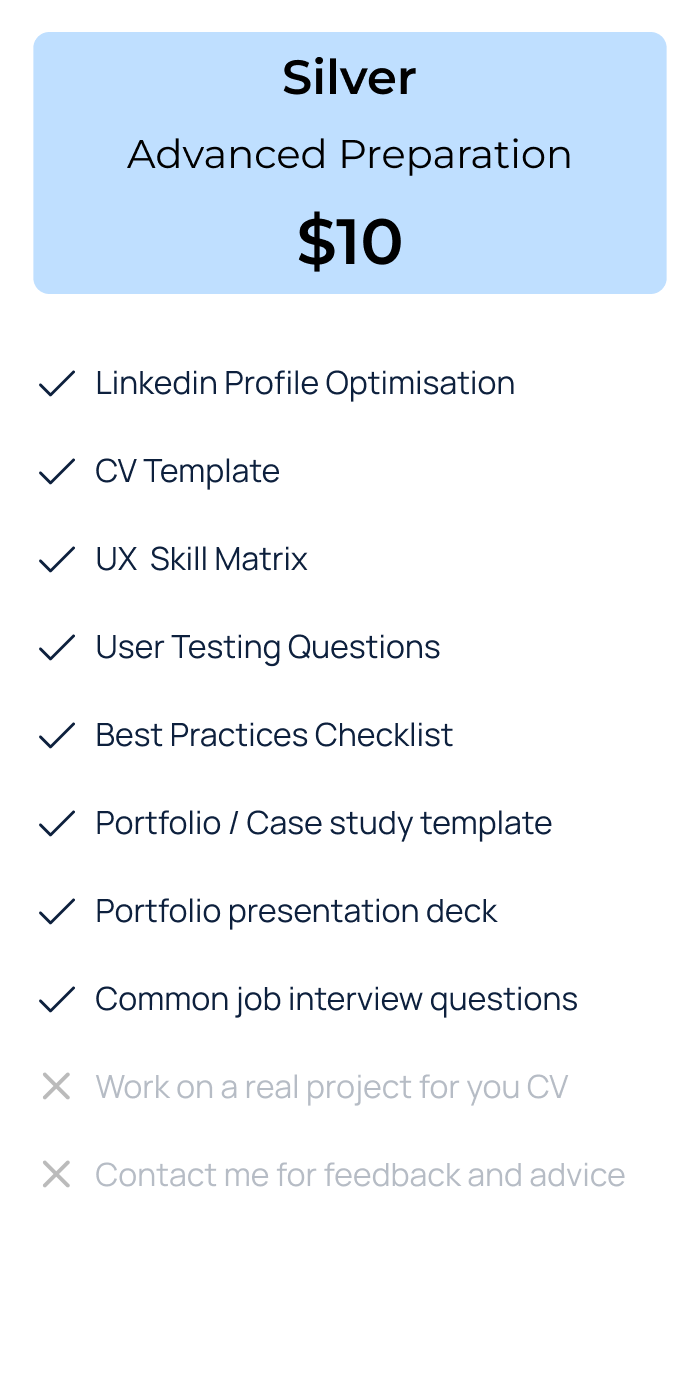 Silver
Advanced Preparation
$10
Linkedin Profile Optimisation
CV Template
UX  Skill Matrix
User Testing Questions
Best Practices Checklist
Portfolio / Case study template
Portfolio presentation deck
Common job interview questions
Work on a real project for you CV
Contact me for feedback and advice